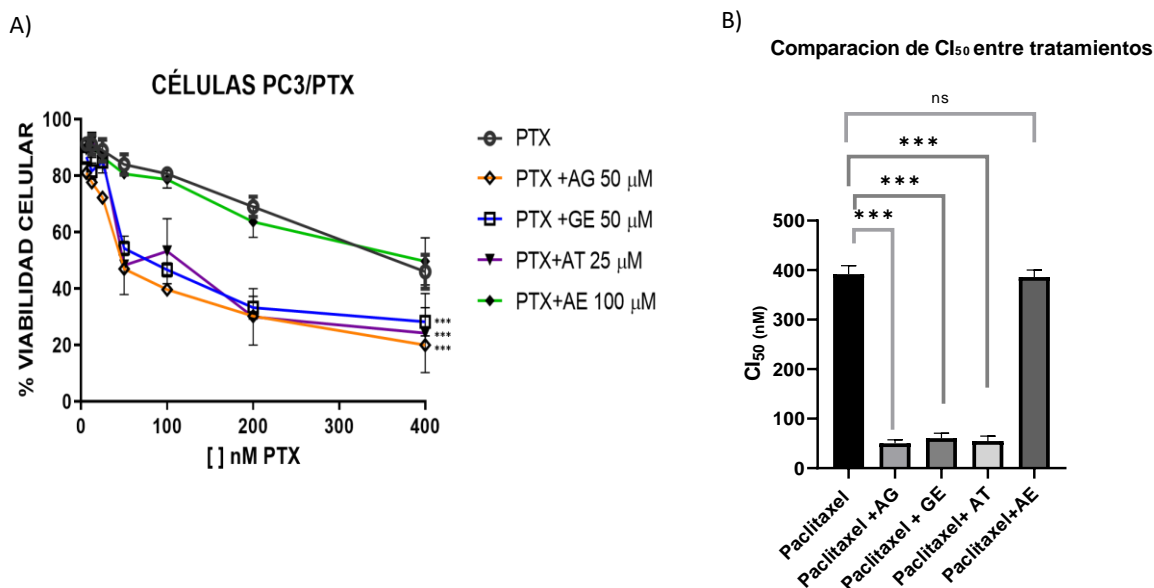 A)
CÉLULAS PC3/PTX
% VIABILIDAD CELULAR
100
80
60
40
20
0
0
100
200
300
400
[ ] nM PTX
PTX
PTX +AG 50 μM
PTX +GE 50 μM
PTX+AT 25 μM
PTX+AE 100 μM
***
***
***
B)
Comparacion de CI50 entre tratamientos
ns
***
***
***
CI50 (nM)
500
400
300
200
100
0
Paclitaxel
Paclitaxel +AG
Paclitaxel + GE
Paclitaxel+ AT
Paclitaxel+AE